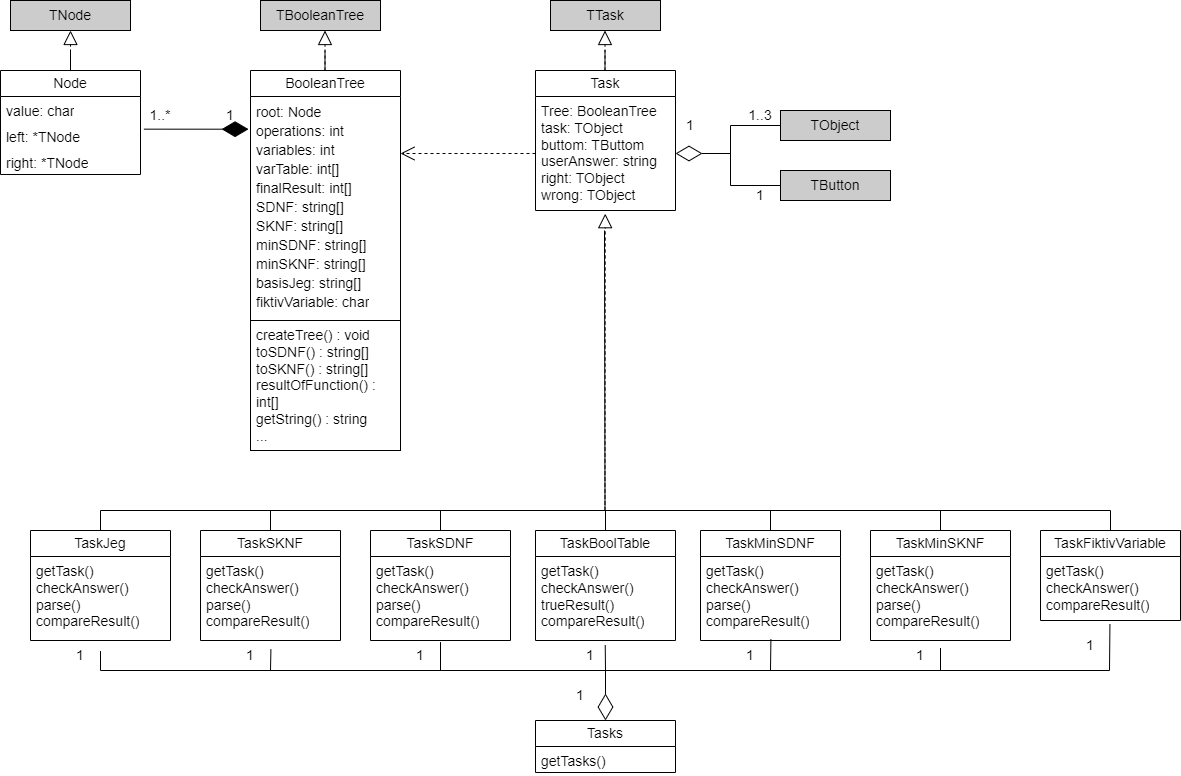 TNode
TBooleanTree
TTask
Node
value: char
left: *TNode
right: *TNode
1..*
1
BooleanTree
root: Node
operations: int
variables: int
varTable: int[]
finalResult: int[]
SDNF: string[]
SKNF: string[]
minSDNF: string[]
minSKNF: string[]
basisJeg: string[]
fiktivVariable: char
createTree() : void
toSDNF() : string[]
toSKNF() : string[]
resultOfFunction() :
int[]
getString() : string
...
Task
Tree: BooleanTree
task: TObject
buttom: TButtom
userAnswer: string
right: TObject
wrong: TObject
1
1..3
TObject
TButton
1
TaskJeg
getTask()
checkAnswer()
parse()
compareResult()
TaskSKNF
getTask()
checkAnswer()
parse()
compareResult()
TaskSDNF
getTask()
checkAnswer()
parse()
compareResult()
TaskBoolTable
getTask()
checkAnswer()
trueResult()
compareResult()
TaskMinSDNF
getTask()
checkAnswer()
parse()
compareResult()
TaskMinSKNF
getTask()
checkAnswer()
parse()
compareResult()
TaskFiktivVariable
getTask()
checkAnswer()
compareResult()
1
1
1
1
1
1
1
1
Tasks
getTasks()